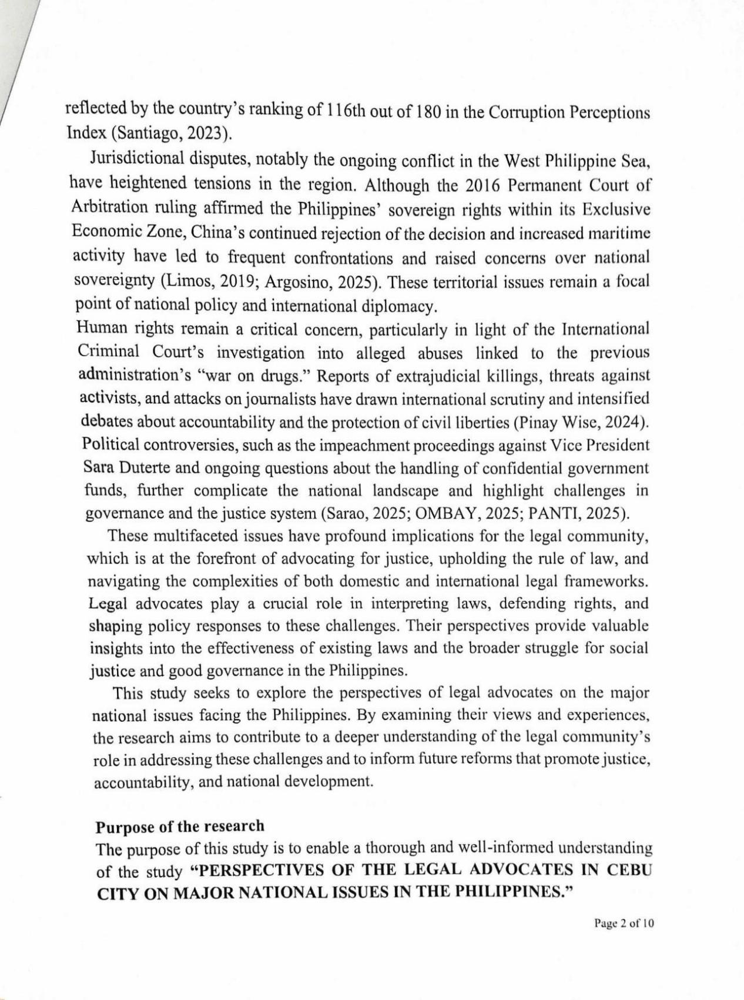 reflected by the country’s ranking of 116th out of 180 in the Corruption Perceptions
Index (Santiago, 2023).
Jurisdictional disputes, notably the ongoing conflict in the West Philippine Sea,
have heightened tensions in the region. Although the 2016 Permanent Court of
Arbitration ruling affirmed the Philippines’ sovereign rights within its Exclusive
Economic Zone, China’s continued rejection of the decision and increased maritime
activity have led to frequent confrontations and raised concerns over national
sovereignty (Limos, 2019; Argosino, 2025). These territorial issues remain a focal
point of national policy and international diplomacy.
Human rights remain a critical concern, particularly in light of the International
Criminal Court’s investigation into alleged abuses linked to the previous
administration’s “war on drugs.” Reports of extrajudicial killings, threats against
activists, and attacks on journalists have drawn international scrutiny and intensified
debates about accountability and the protection of civil liberties (Pinay Wise, 2024).
Political controversies, such as the impeachment proceedings against Vice President
Sara Duterte and ongoing questions about the handling of confidential government
funds, further complicate the national landscape and highlight challenges in
governance and the justice system (Sarao, 2025; OMBAY, 2025; PANTI, 2025).
These multifaceted issues have profound implications for the legal community,
which is at the forefront of advocating for justice, upholding the rule of law, and
navigating the complexities of both domestic and international legal frameworks.
Legal advocates play a crucial role in interpreting laws, defending rights, and
shaping policy responses to these challenges. Their perspectives provide valuable
insights into the effectiveness of existing laws and the broader struggle for social
justice and good governance in the Philippines.
This study seeks to explore the perspectives of legal advocates on the major
national issues facing the Philippines. By examining their views and experiences,
the research aims to contribute to a deeper understanding of the legal community’s
role in addressing these challenges and to inform future reforms that promote justice,
accountability, and national development.
Purpose of the research
The purpose of this study is to enable a thorough and well-informed understanding
of the study “PERSPECTIVES OF THE LEGAL ADVOCATES IN CEBU
CITY ON MAJOR NATIONAL ISSUES IN THE PHILIPPINES.”
Page 2 of 10